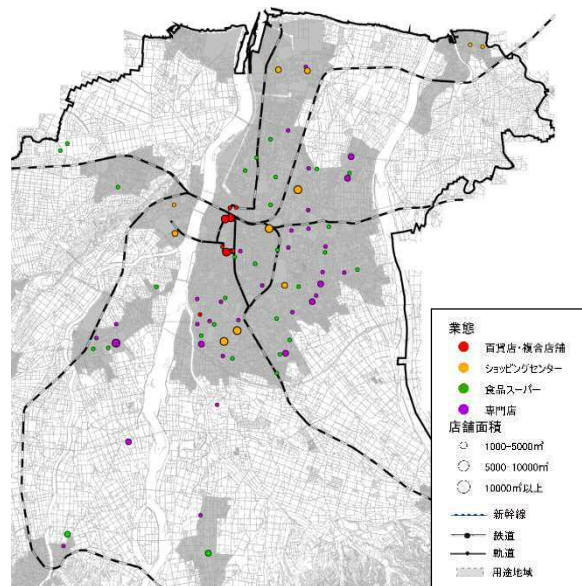 業態
百貨店・複合店舗
ショッピングセンター
食品スーパー
専門店
店舗面積
1000-5000㎡
5000-10000㎡
10000㎡以上
新幹線
鉄道
軌道
用途地域